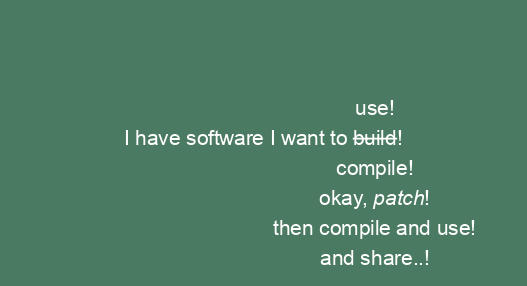 use!
I have software I want to build!
compile!
okay, patch!
then compile and use!
and share..!